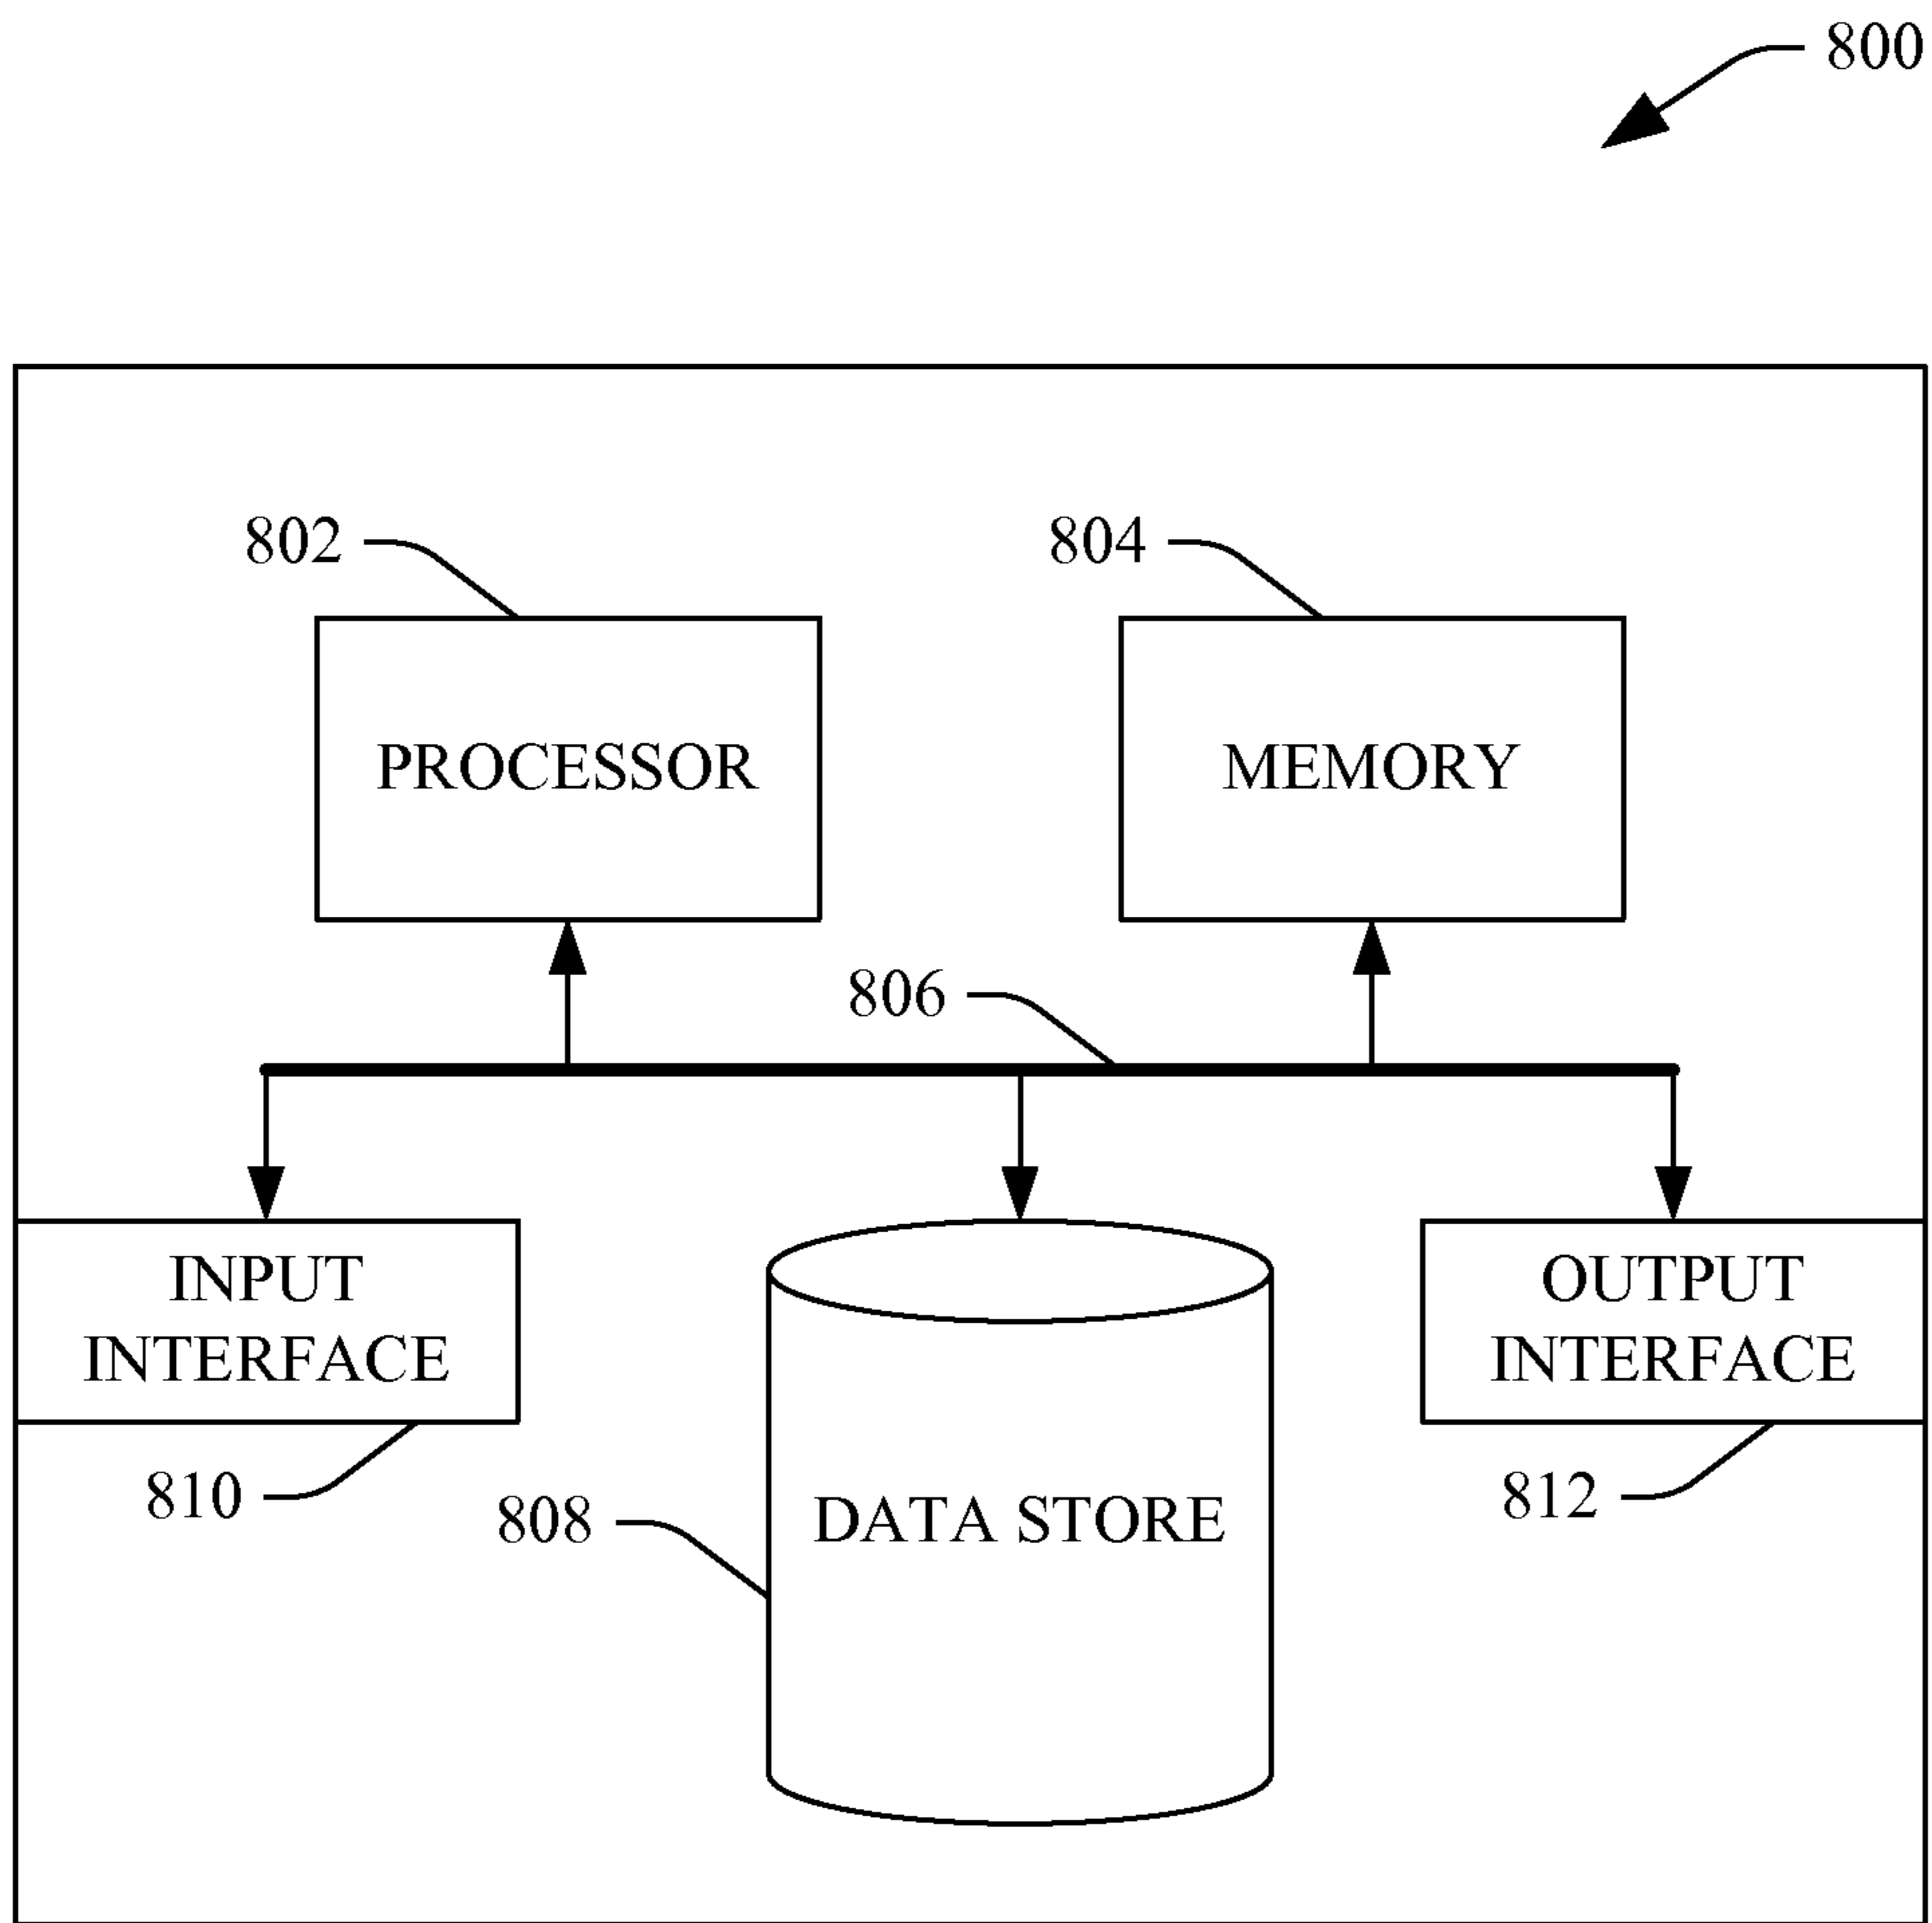 800
802
804
PROCESSOR
MEMORY
806
INPUT
INTERFACE
OUTPUT
INTERFACE
810
808
DATA STORE
812